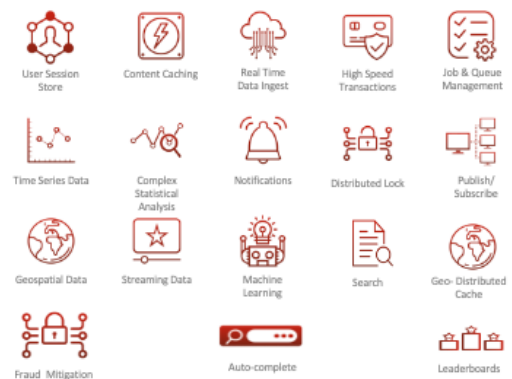 User Session
Store
Content Caching
Real Time
Data Ingest
High Speed
Transactions
Job & Queue
Management
Time Series Data
Complex
Statistical
Analysis
Notifications
Distributed Lock
Publish/
Subscribe
Geospatial Data
Streaming Data
Machine
Learning
Search
Geo- Distributed
Cache
Fraud Mitigation
Auto-complete
Leaderboards